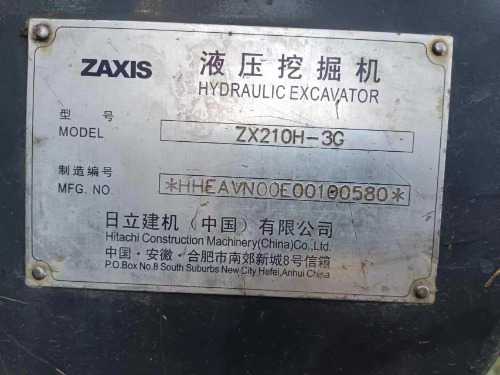 ZAXIS 液压挖掘机
HYDRAULIC EXCAVATOR
型号
MODEL ZX210H-3G
制造编号
MFG. NO. *HHEAVN00E00100580*
日立建机（中国）有限公司
Hitachi Construction Machinery(China)Co.,Ltd.
中国·安徽·合肥市南郊新城8号信箱
P.O.Box No.8 South Suburbs New City Hefei,Anhui China